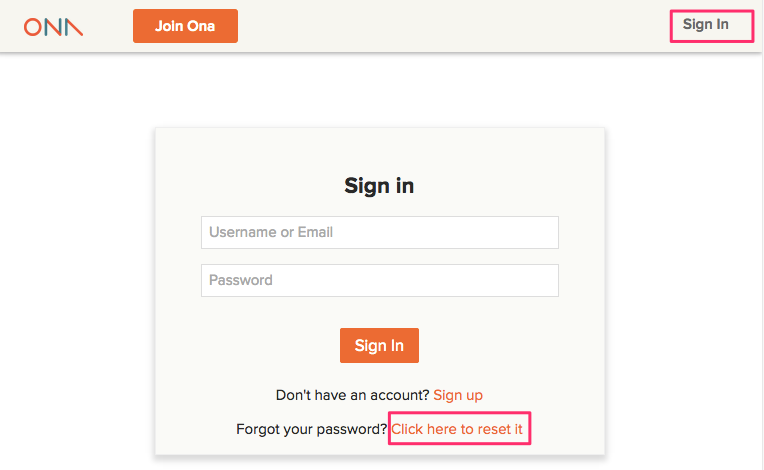 ONA Join Ona Sign In
Sign in
Username or Email
Password
Sign In
Don't have an account? Sign up
Forgot your password? Click here to reset it